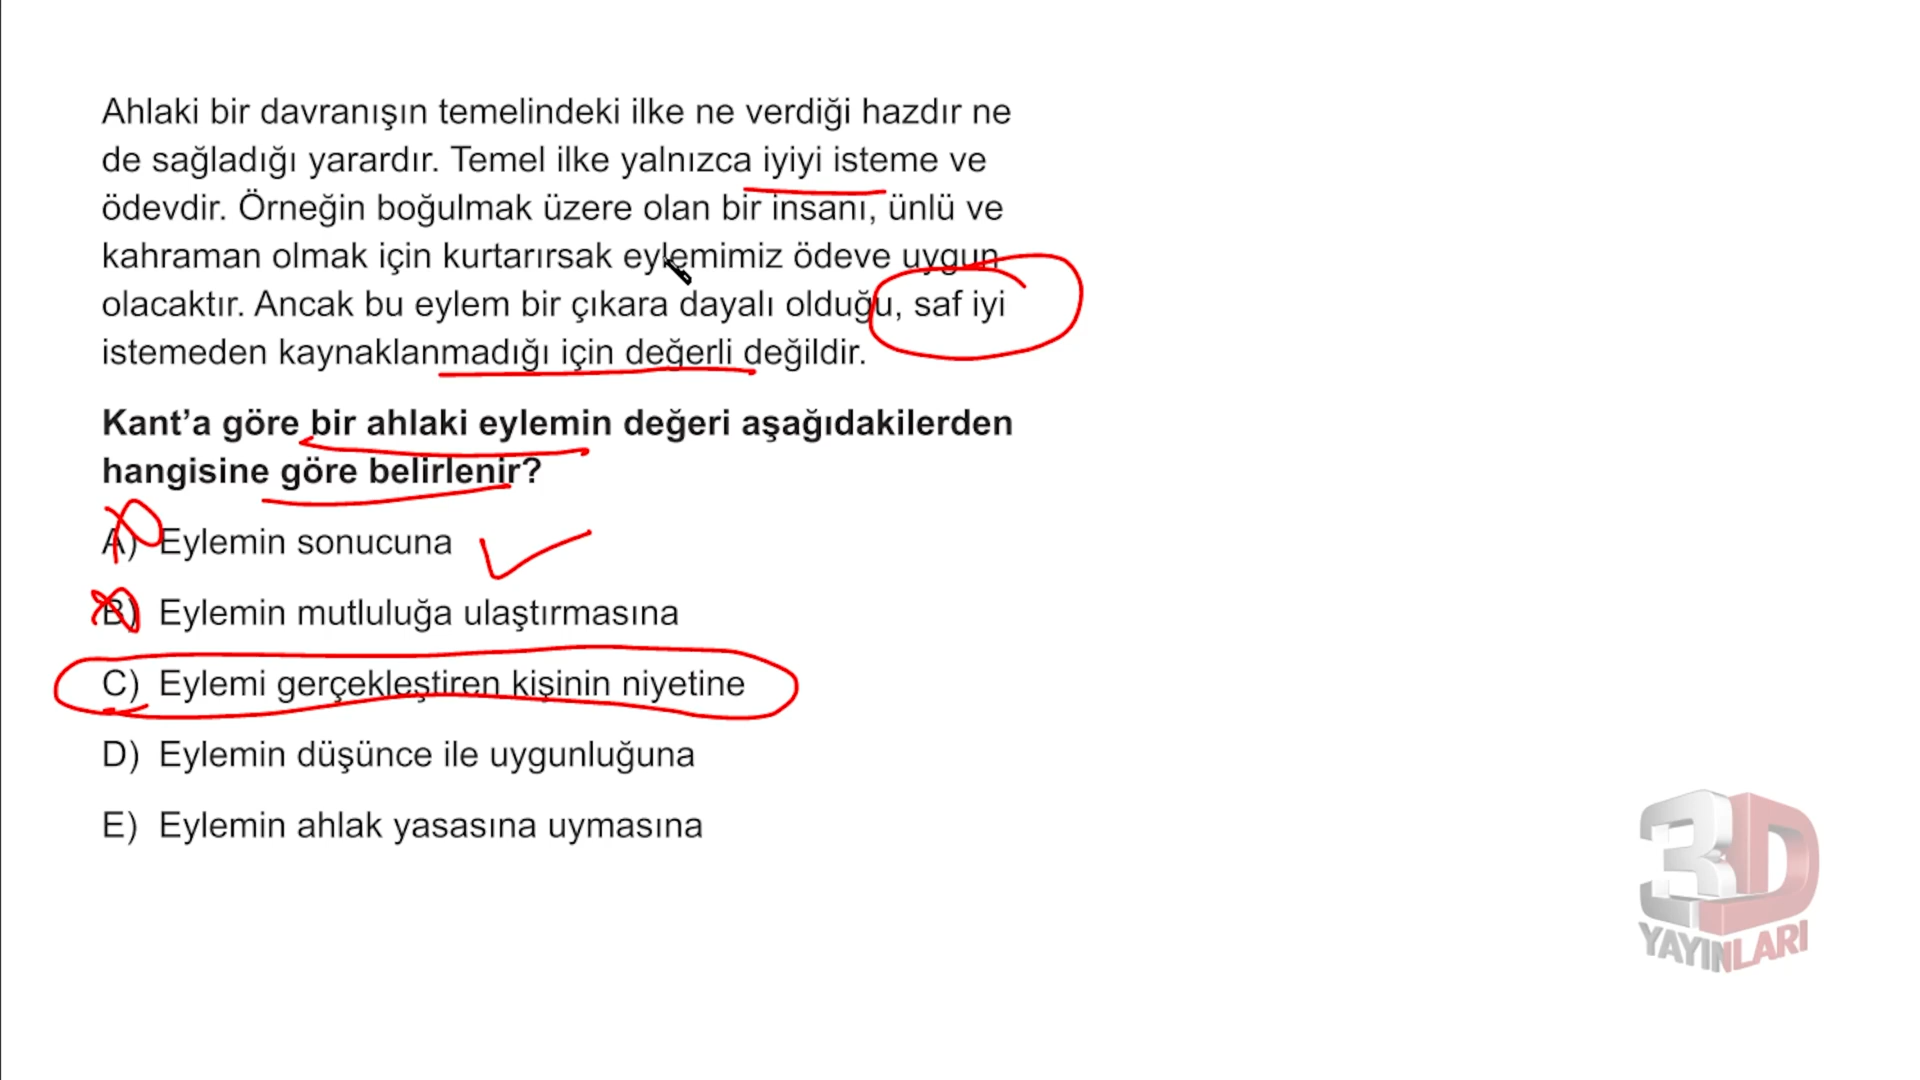 Ahlaki bir davranışın temelindeki ilke ne verdiği hazdır ne
de sağladığı yarardır. Temel ilke yalnızca iyiyi isteme ve
ödevdir. Örneğin boğulmak üzere olan bir insanı, ünlü ve
kahraman olmak için kurtarırsak eylemimiz ödeve uygun
olacaktır. Ancak bu eylem bir çıkara dayalı olduğu, saf iyi
istemeden kaynaklanmadığı için değerli değildir.
Kant’a göre bir ahlaki eylemin değeri aşağıdakilerden
hangisine göre belirlenir?
A) Eylemin sonucuna
B) Eylemin mutluluğa ulaştırmasına
C) Eylemi gerçekleştiren kişinin niyetine
D) Eylemin düşünce ile uygunluğuna
E) Eylemin ahlak yasasına uymasına
3D
YAYINLARI